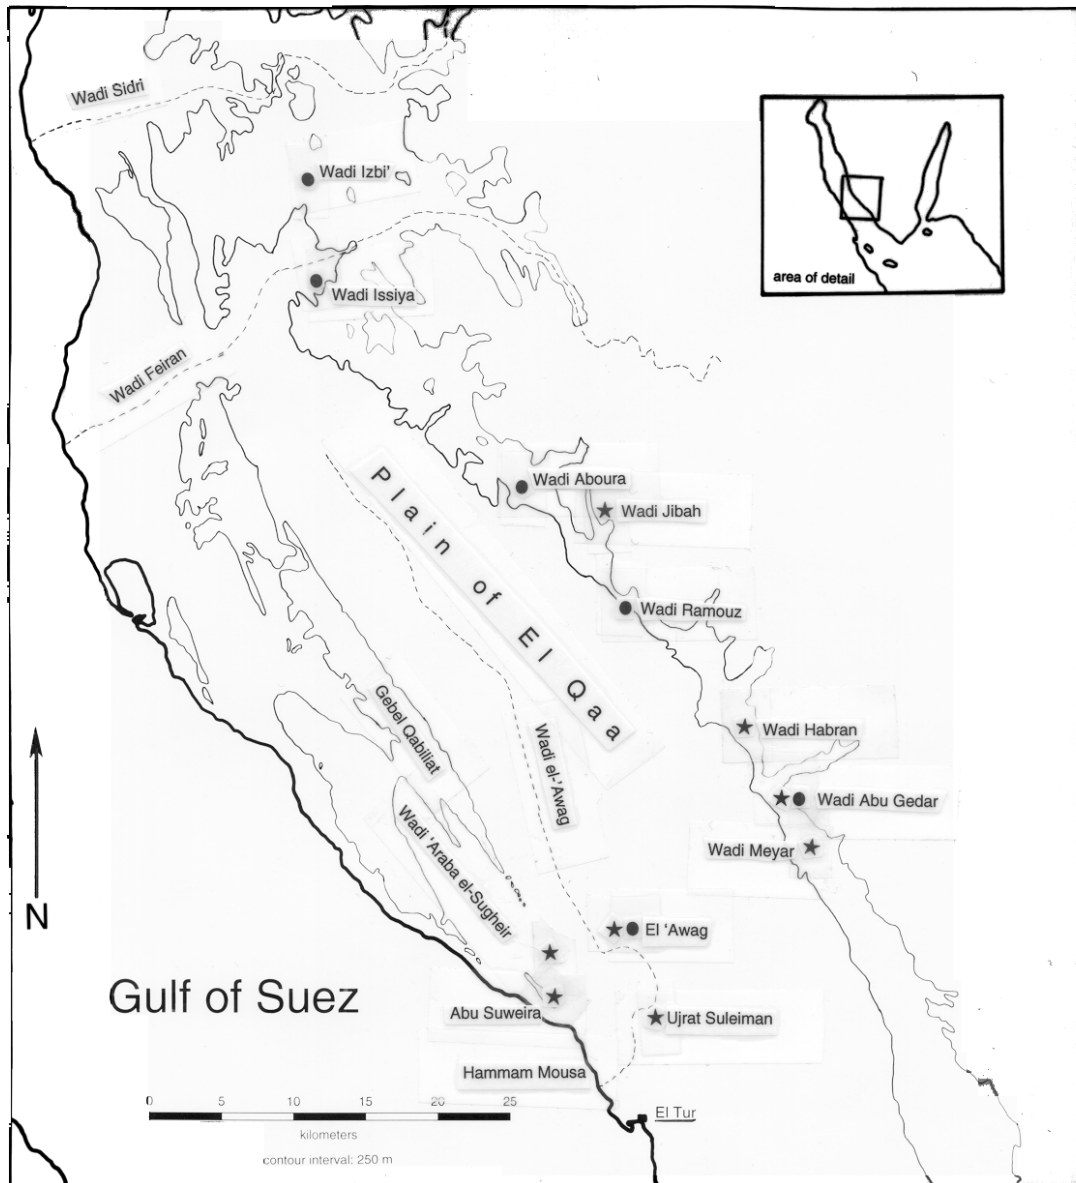 Wadi Sidri
Wadi Izbi'
Wadi Issiya
area of detail
Wadi Feiran
Wadi Aboura
Wadi Jibah
Plain of El Qaa
Wadi Ramouz
Gebel Qabiliat
Wadi el-'Awag
Wadi Habran
Wadi Abu Gedar
Wadi 'Araba el-Sugheir
Wadi Meyar
N
El 'Awag
Gulf of Suez
Abu Suweira
Ujrat Suleiman
Hammam Mousa
0 5 10 15 20 25
El Tur
kilometers
contour interval: 250 m